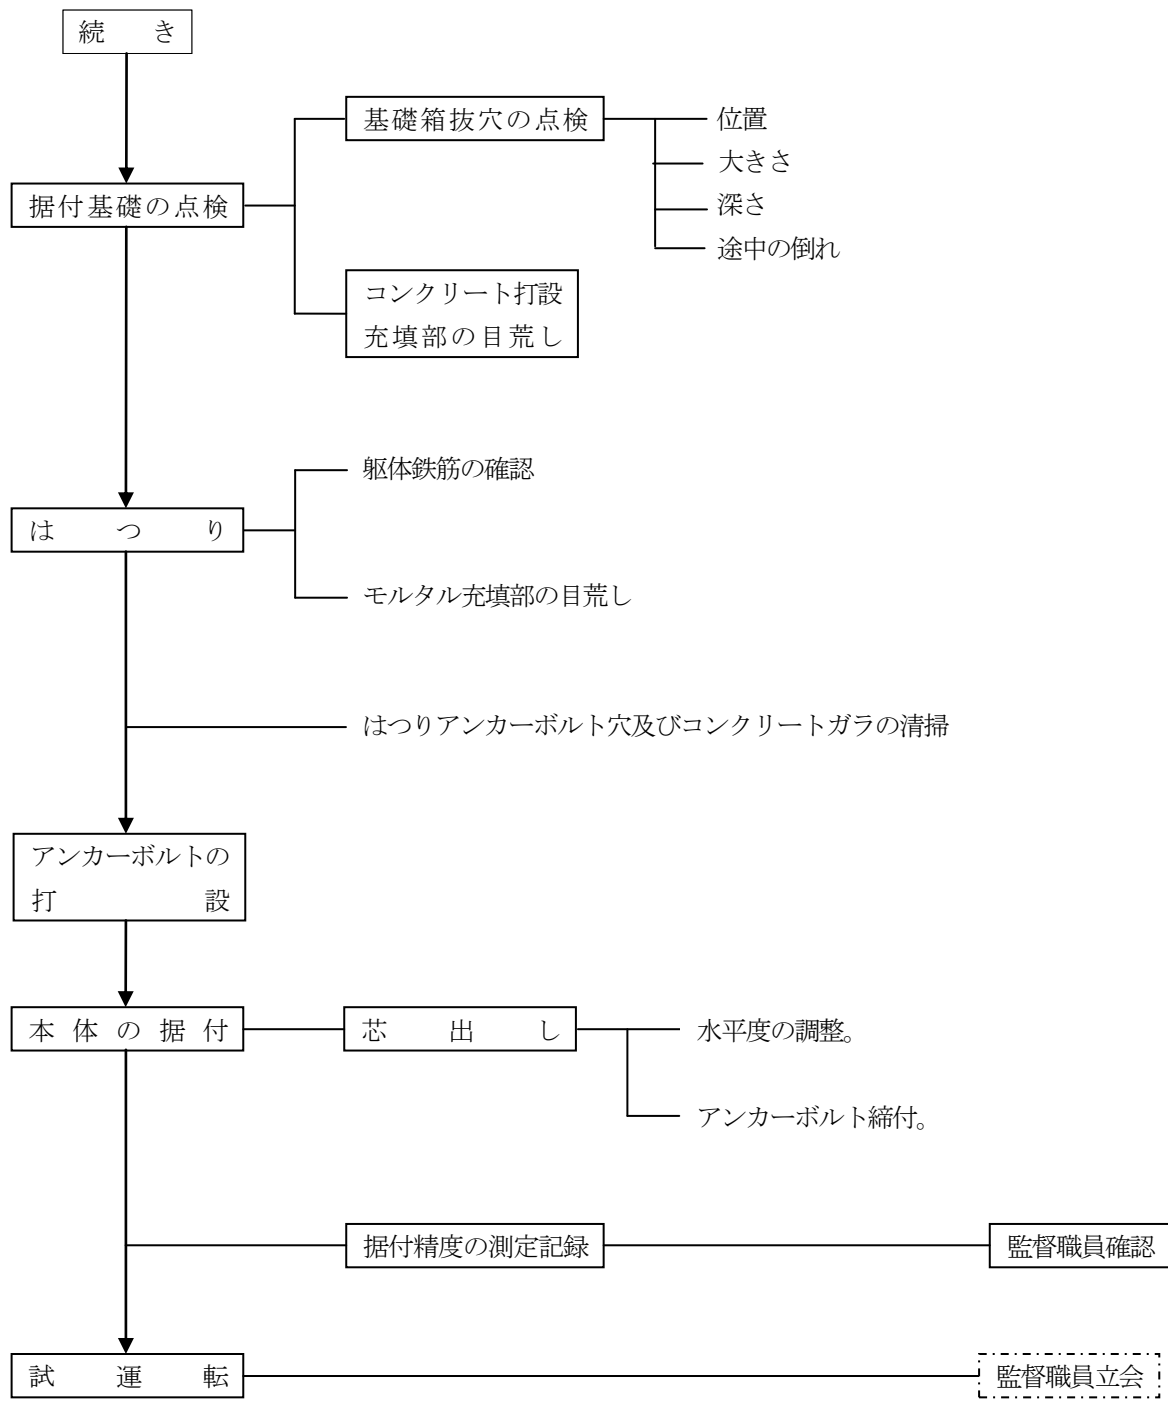 続き
基礎箱抜穴の点検
位置
大きさ
深さ
途中の倒れ
据付基礎の点検
コンクリート打設
充填部の目荒し
躯体鉄筋の確認
はつり
モルタル充填部の目荒し
はつりアンカーボルト穴及びコンクリートガラの清掃
アンカーボルトの
打設
本体の据付
芯出し
水平度の調整。
アンカーボルト締付。
据付精度の測定記録
監督職員確認
試運転
監督職員立会